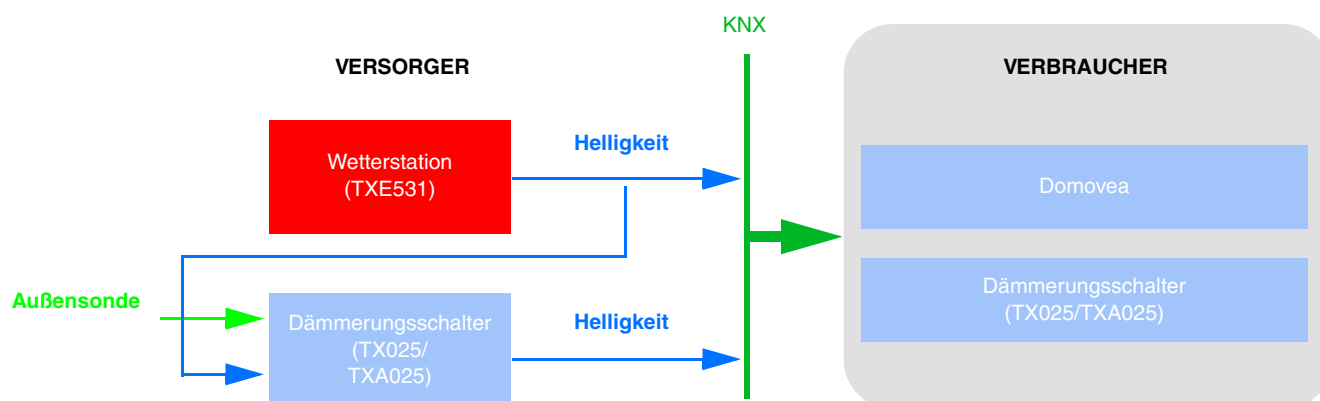 KNX
VERSORGER
VERBRAUCHER
Wetterstation
(TXE531)
Helligkeit
Domovea
Außensonde
Dämmerungsschalter
(TX025/
TXA025)
Helligkeit
Dämmerungsschalter
(TX025/TXA025)